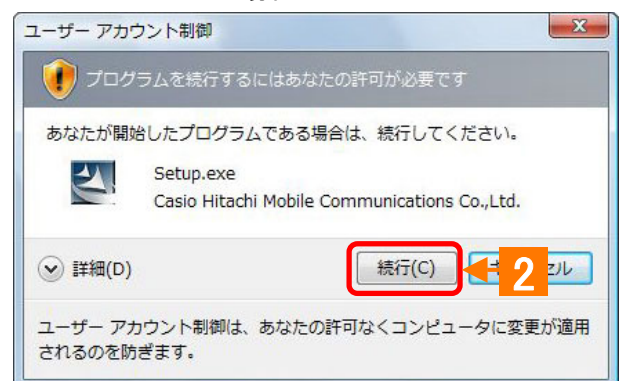 ユーザー アカウント制御
プログラムを続行するにはあなたの許可が必要です
あなたが開始したプログラムである場合は、続行してください。
Setup.exe
Casio Hitachi Mobile Communications Co.,Ltd.
詳細(D)
続行(C)
2
セル
ユーザー アカウント制御は、あなたの許可なくコンピュータに変更が適用
されるのを防ぎます。